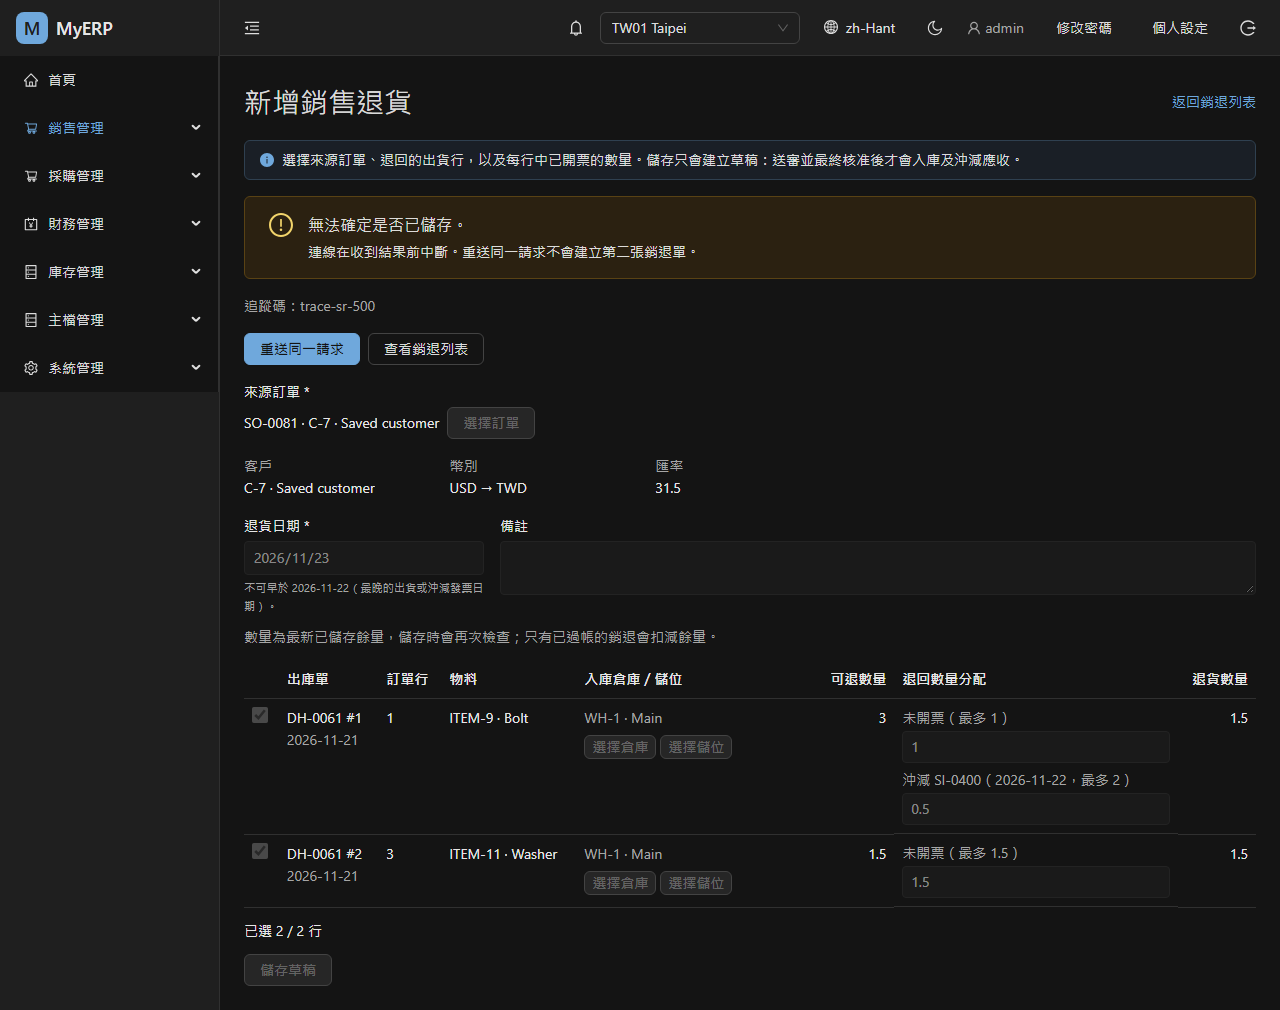 M MyERP
TW01 Taipei
zh-Hant
admin
修改密碼
個人設定
首頁
銷售管理
採購管理
財務管理
庫存管理
主檔管理
系統管理
新增銷售退貨
返回銷退列表
選擇來源訂單、退回的出貨行，以及每行中已開票的數量。儲存只會建立草稿：送審並最終核准後才會入庫及沖減應收。
無法確定是否已儲存。
連線在收到結果前中斷。重送同一請求不會建立第二張銷退單。
追蹤碼：trace-sr-500
重送同一請求 查看銷退列表
來源訂單 *
SO-0081 · C-7 · Saved customer 選擇訂單
客戶 幣別 匯率
C-7 · Saved customer USD → TWD 31.5
退貨日期 * 備註
2026/11/23
不可早於 2026-11-22（最晚的出貨或沖減發票日
期）。
數量為最新已儲存餘量，儲存時會再次檢查；只有已過帳的銷退會扣減餘量。
出庫單 訂單行 物料 入庫倉庫 / 儲位 可退數量 退回數量分配 退貨數量
DH-0061 #1 1 ITEM-9 · Bolt WH-1 · Main 3 未開票（最多 1） 1.5
2026-11-21 選擇倉庫 選擇儲位 1
沖減 SI-0400（2026-11-22，最多 2）
0.5
DH-0061 #2 3 ITEM-11 · Washer WH-1 · Main 1.5 未開票（最多 1.5） 1.5
2026-11-21 選擇倉庫 選擇儲位 1.5
已選 2 / 2 行
儲存草稿